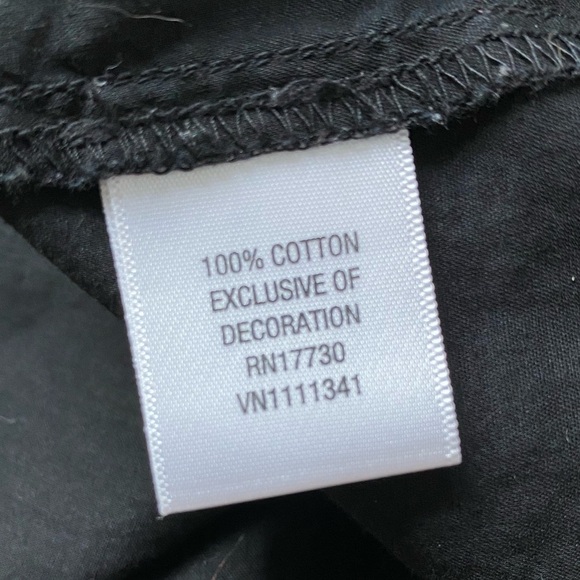 100% COTTON
EXCLUSIVE OF
DECORATION
RN17730
VN1111341